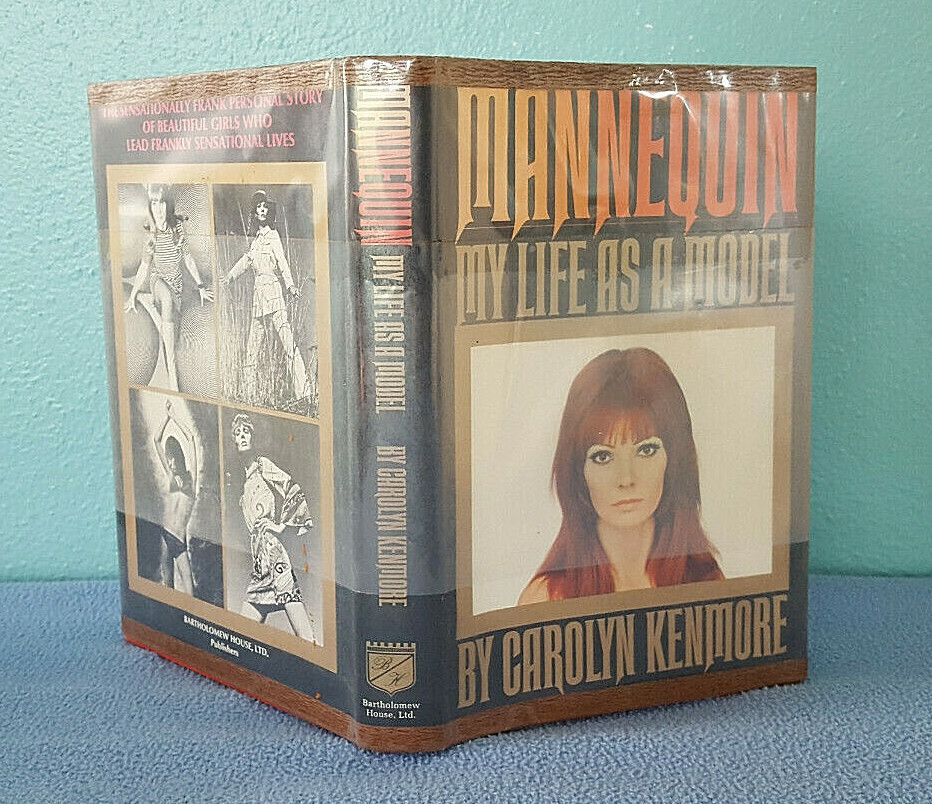 THE SENSATIONALLY FRANK PERSONAL STORY
OF BEAUTIFUL GIRLS WHO
LEAD FRANKLY SENSATIONAL LIVES
BARTHOLOMEW HOUSE, LTD.
Publishers
MANNEQUIN MY LIFE AS A MODEL BY CAROLYN KENMORE
B H
Bartholomew
House, Ltd.
MANNEQUIN
MY LIFE AS A MODEL
BY CAROLYN KENMORE